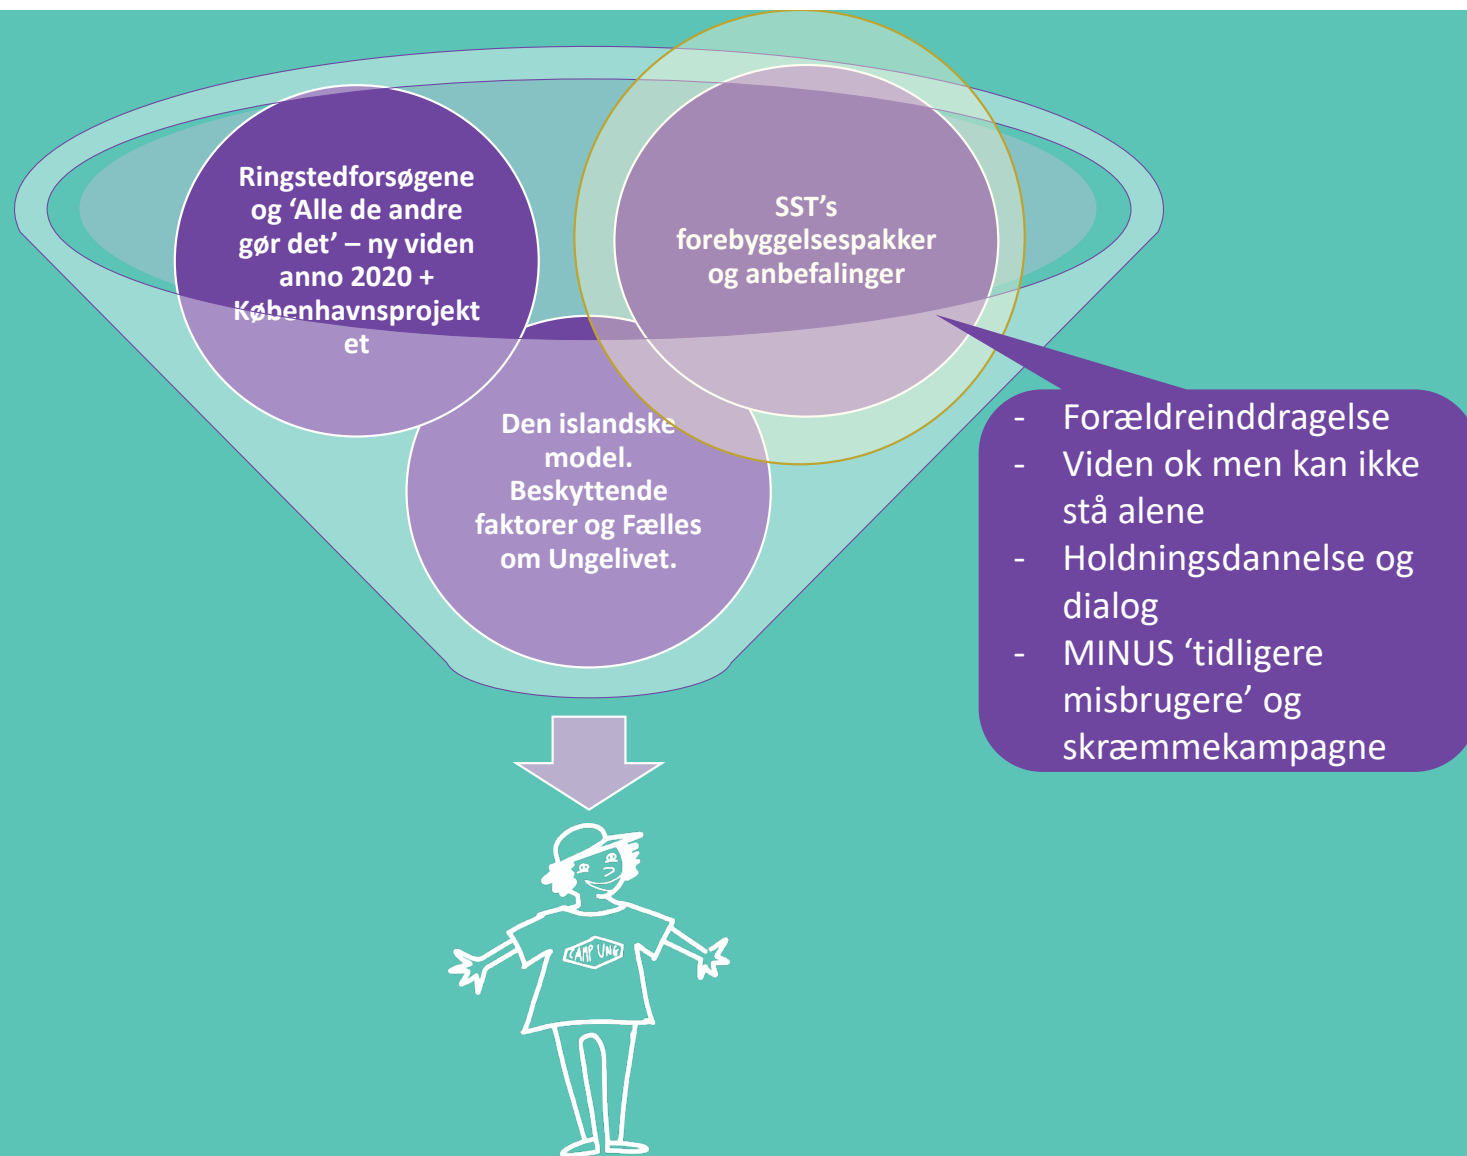 Ringstedforsøgene
og ‘Alle de andre
gør det’ – ny viden
anno 2020 +
Københavnsprojekt
et
SST’s
forebyggelsespakker
og anbefalinger
Den islandske
model.
Beskyttende
faktorer og Fælles
om Ungelivet.
- Forældreinddragelse
- Viden ok men kan ikke
stå alene
- Holdningsdannelse og
dialog
- MINUS ‘tidligere
misbrugere’ og
skræmmekampagne
CAMP UNG